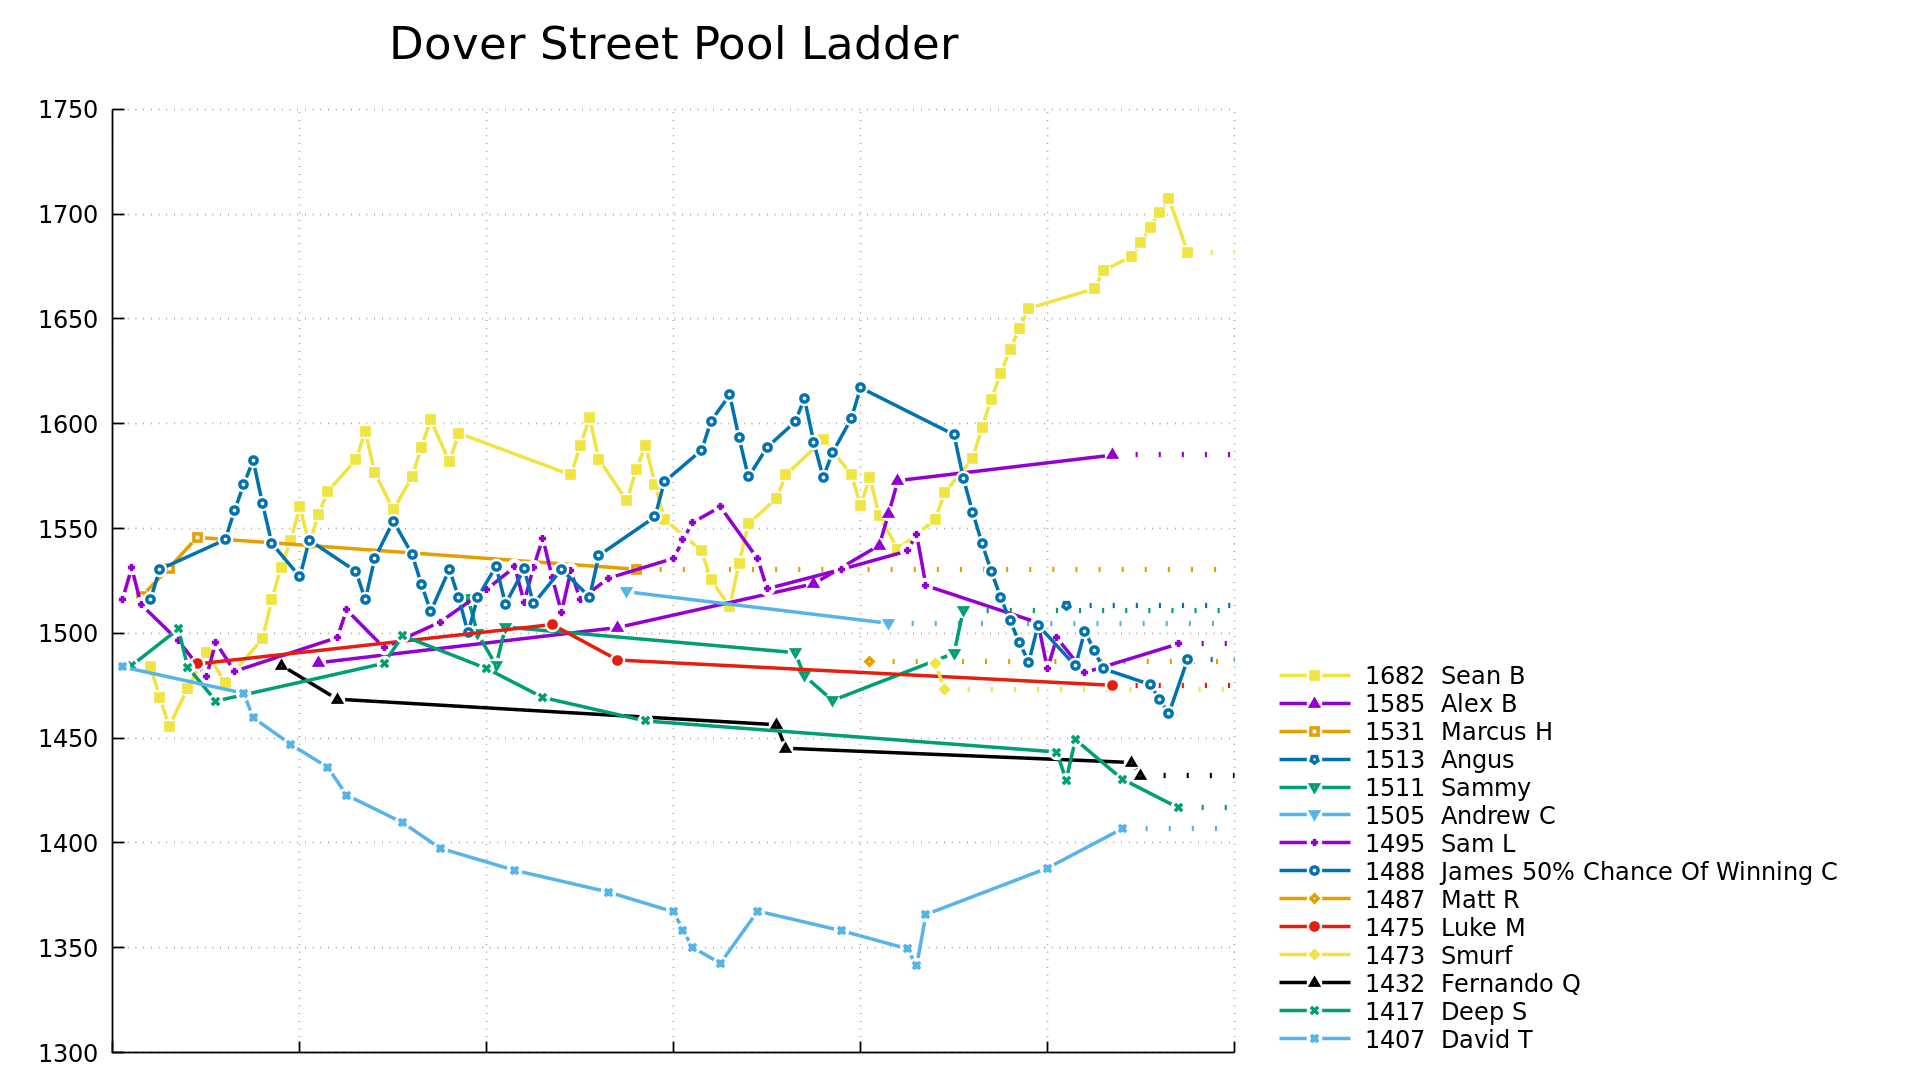 Dover Street Pool Ladder
1750
1700
1650
1600
1550
1500
1450
1400
1350
1300
1682 Sean B
1585 Alex B
1531 Marcus H
1513 Angus
1511 Sammy
1505 Andrew C
1495 Sam L
1488 James 50% Chance Of Winning C
1487 Matt R
1475 Luke M
1473 Smurf
1432 Fernando Q
1417 Deep S
1407 David T